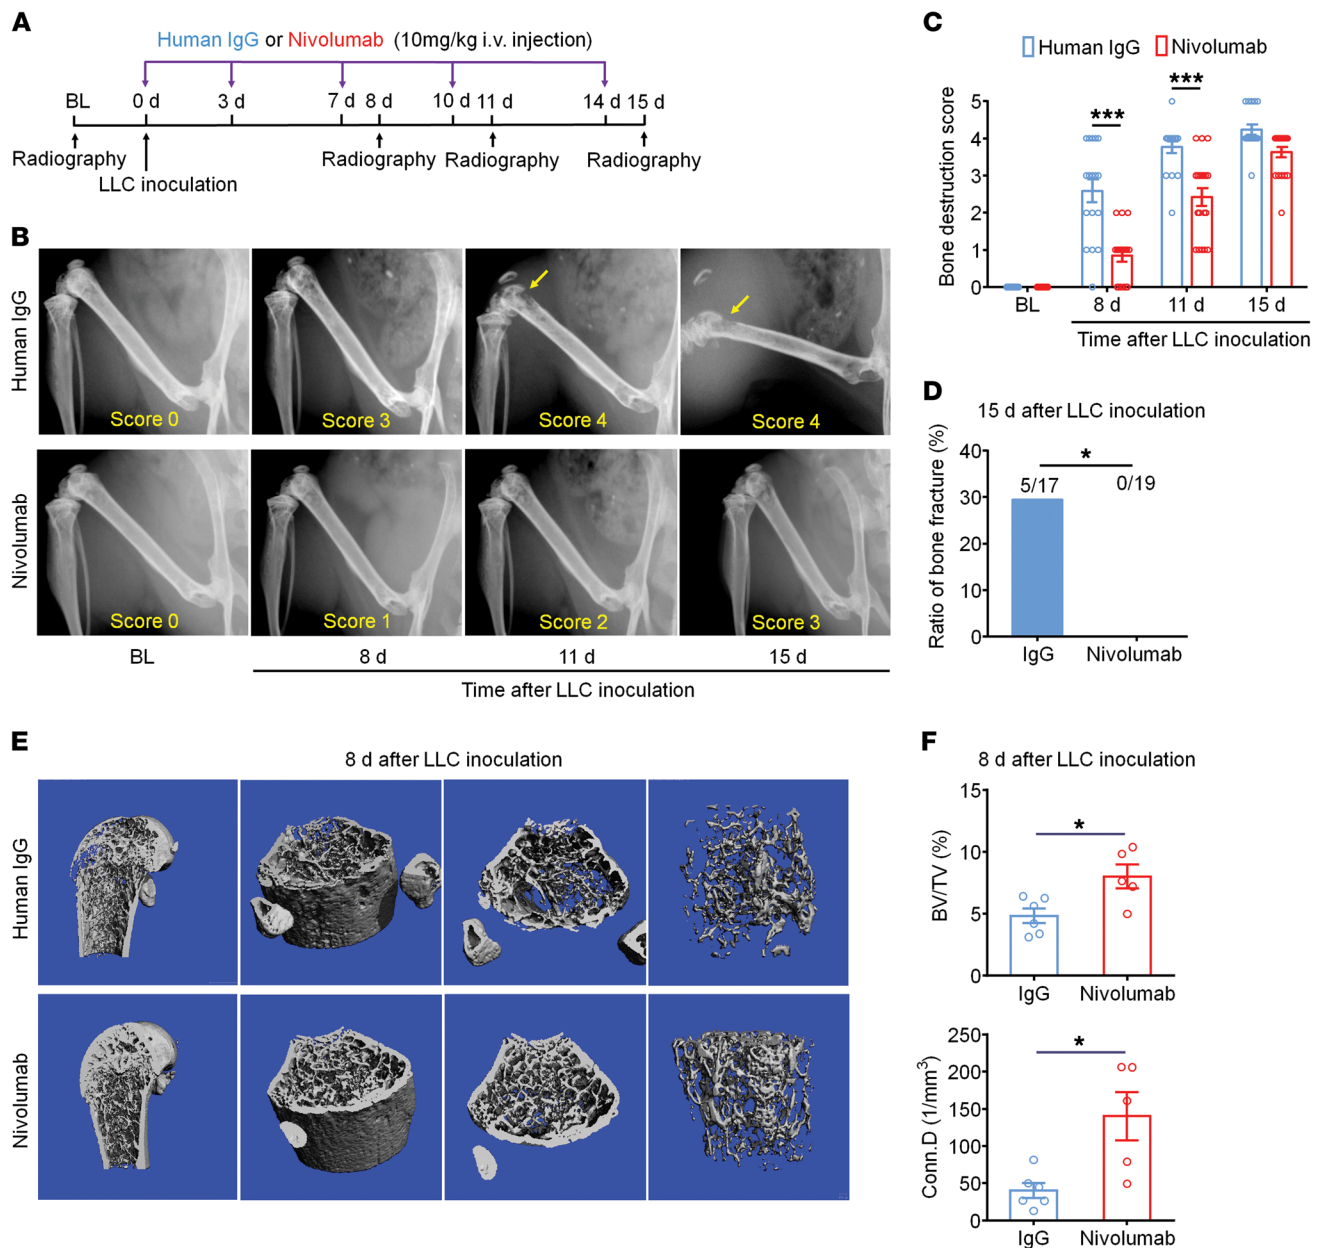 A
Human IgG or Nivolumab (10mg/kg i.v. injection)
BL 0 d 3 d 7 d 8 d 10 d 11 d 14 d 15 d
Radiography Radiography Radiography Radiography
LLC inoculation
B
Human IgG
Score 0 Score 3 Score 4 Score 4
Nivolumab
Score 0 Score 1 Score 2 Score 3
BL 8 d 11 d 15 d
Time after LLC inoculation
C
Human IgG Nivolumab
Bone destruction score
5
4
3
2
1
0
*** ***
BL 8 d 11 d 15 d
Time after LLC inoculation
D
15 d after LLC inoculation
Ratio of bone fracture (%)
40
30
20
10
0
*
5/17 0/19
IgG Nivolumab
E
8 d after LLC inoculation
Human IgG
Nivolumab
F
8 d after LLC inoculation
BV/TV (%)
15
10
5
0
*
IgG Nivolumab
Conn.D (1/mm³)
250
200
150
100
50
0
*
IgG Nivolumab